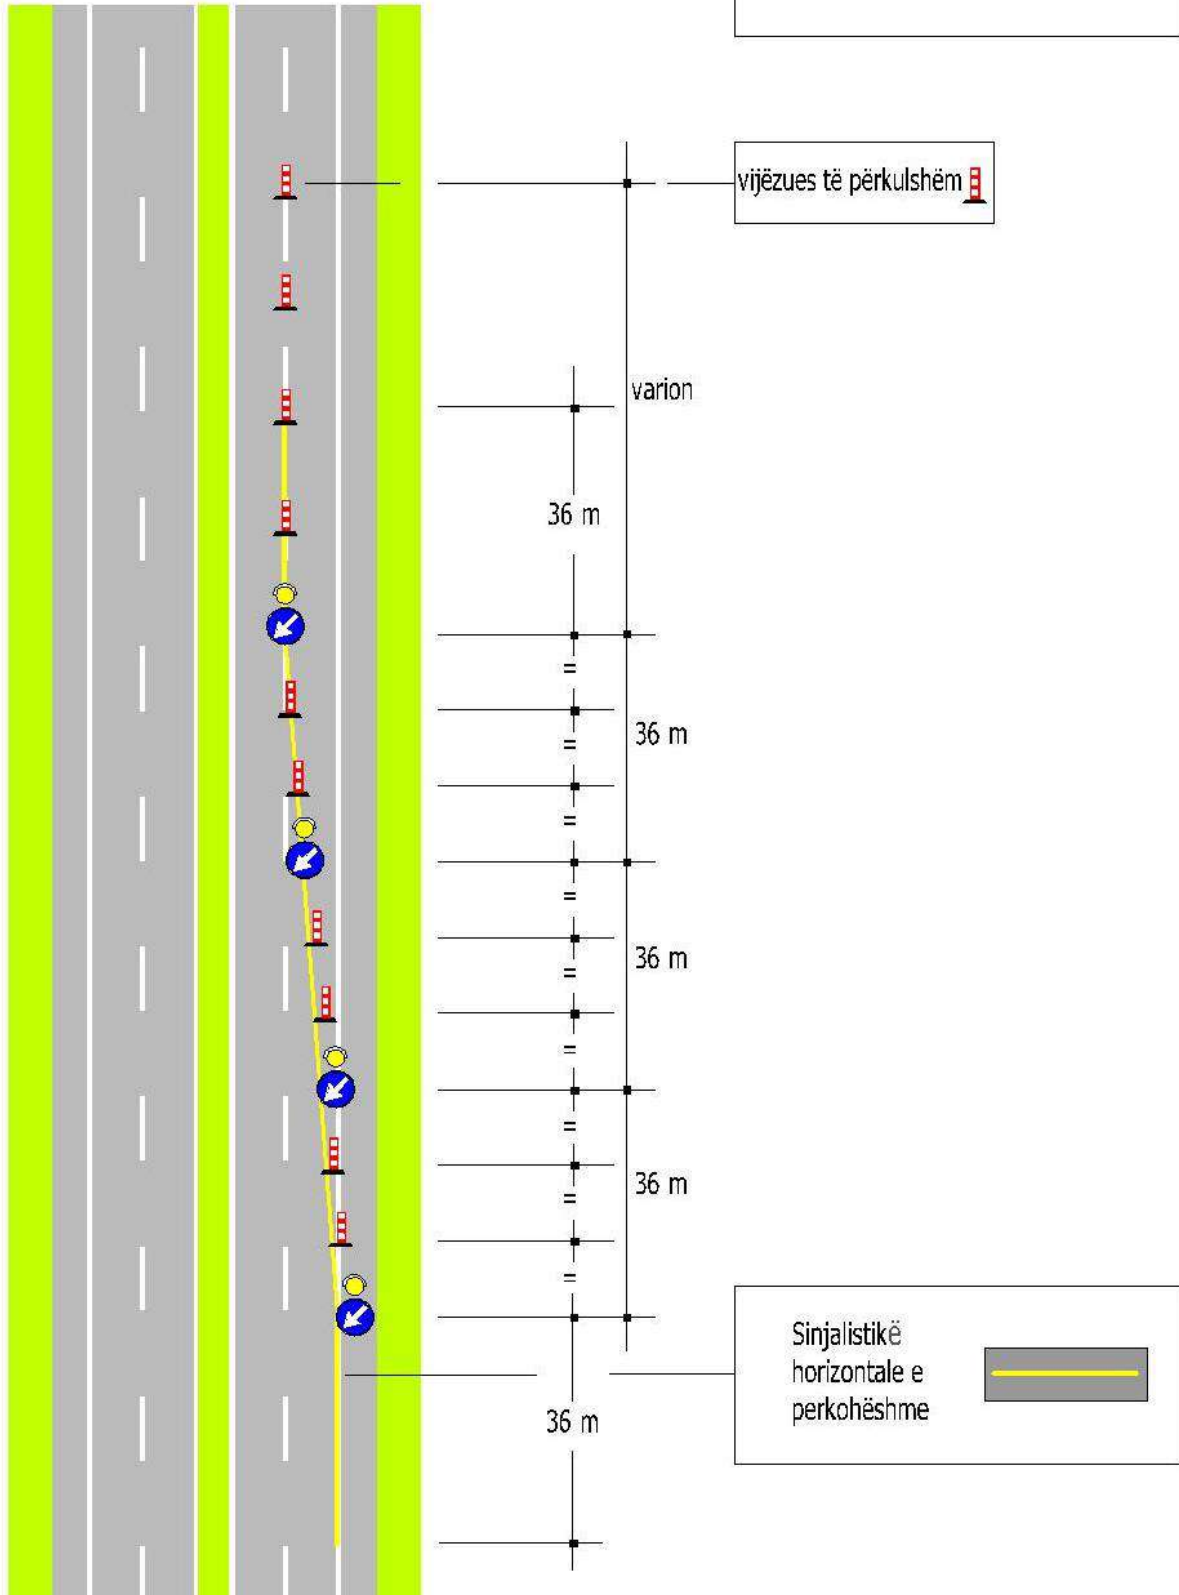 vijëzues të përkulshëm
varion
36 m
=
=
36 m
=
=
36 m
=
=
=
36 m
=
=
Sinjalistikë
horizontale e
perkohëshme
36 m